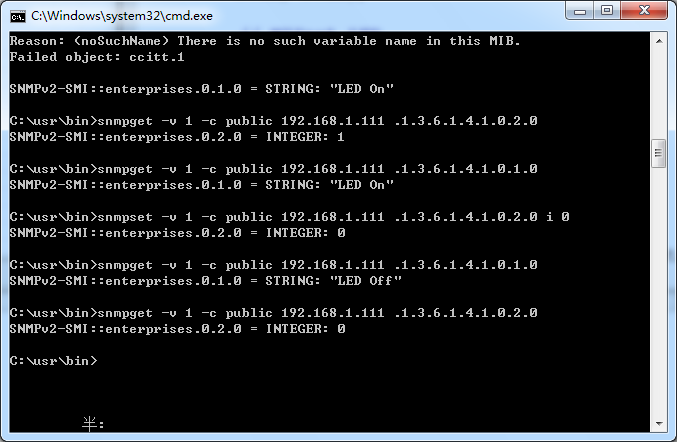 C:\Windows\system32\cmd.exe
Reason: (noSuchName) There is no such variable name in this MIB.
Failed object: ccitt.1
SNMPv2-SMI::enterprises.0.1.0 = STRING: "LED On"
C:\usr\bin>snmpget -v 1 -c public 192.168.1.111 .1.3.6.1.4.1.0.2.0
SNMPv2-SMI::enterprises.0.2.0 = INTEGER: 1
C:\usr\bin>snmpget -v 1 -c public 192.168.1.111 .1.3.6.1.4.1.0.1.0
SNMPv2-SMI::enterprises.0.1.0 = STRING: "LED On"
C:\usr\bin>snmpset -v 1 -c public 192.168.1.111 .1.3.6.1.4.1.0.2.0 i 0
SNMPv2-SMI::enterprises.0.2.0 = INTEGER: 0
C:\usr\bin>snmpget -v 1 -c public 192.168.1.111 .1.3.6.1.4.1.0.1.0
SNMPv2-SMI::enterprises.0.1.0 = STRING: "LED Off"
C:\usr\bin>snmpget -v 1 -c public 192.168.1.111 .1.3.6.1.4.1.0.2.0
SNMPv2-SMI::enterprises.0.2.0 = INTEGER: 0
C:\usr\bin>
半: